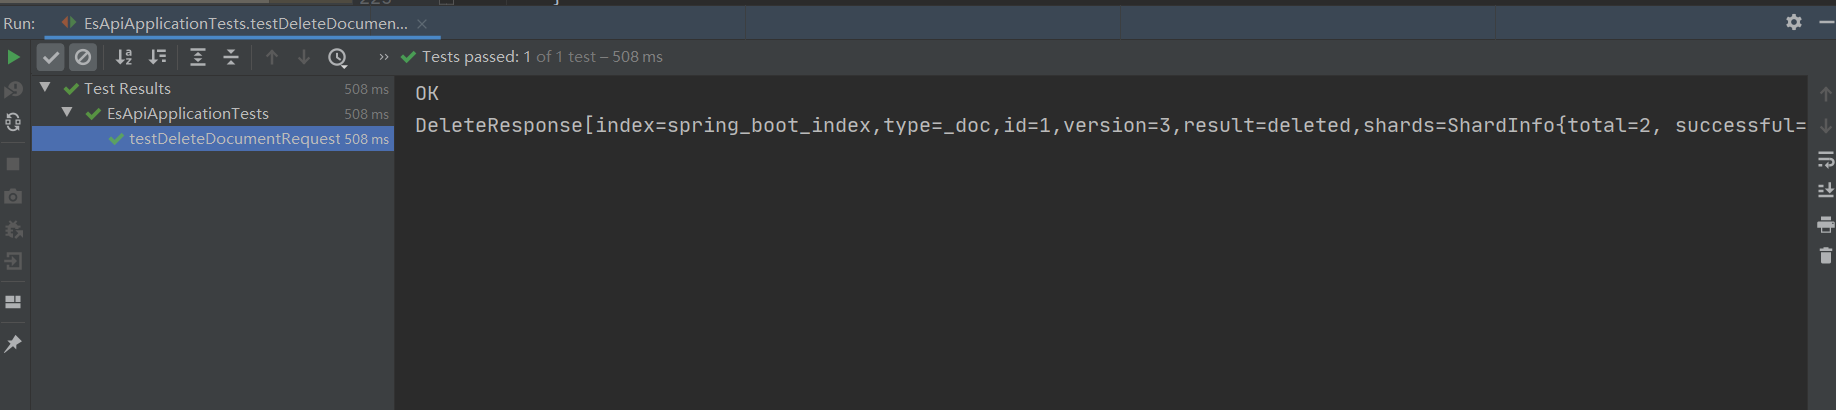 Run: EsApiApplicationTests.testDeleteDocumen...
Tests passed: 1 of 1 test – 508 ms
Test Results 508 ms
EsApiApplicationTests 508 ms
testDeleteDocumentRequest 508 ms
OK
DeleteResponse[index=spring_boot_index,type=_doc,id=1,version=3,result=deleted,shards=ShardInfo{total=2, successful=